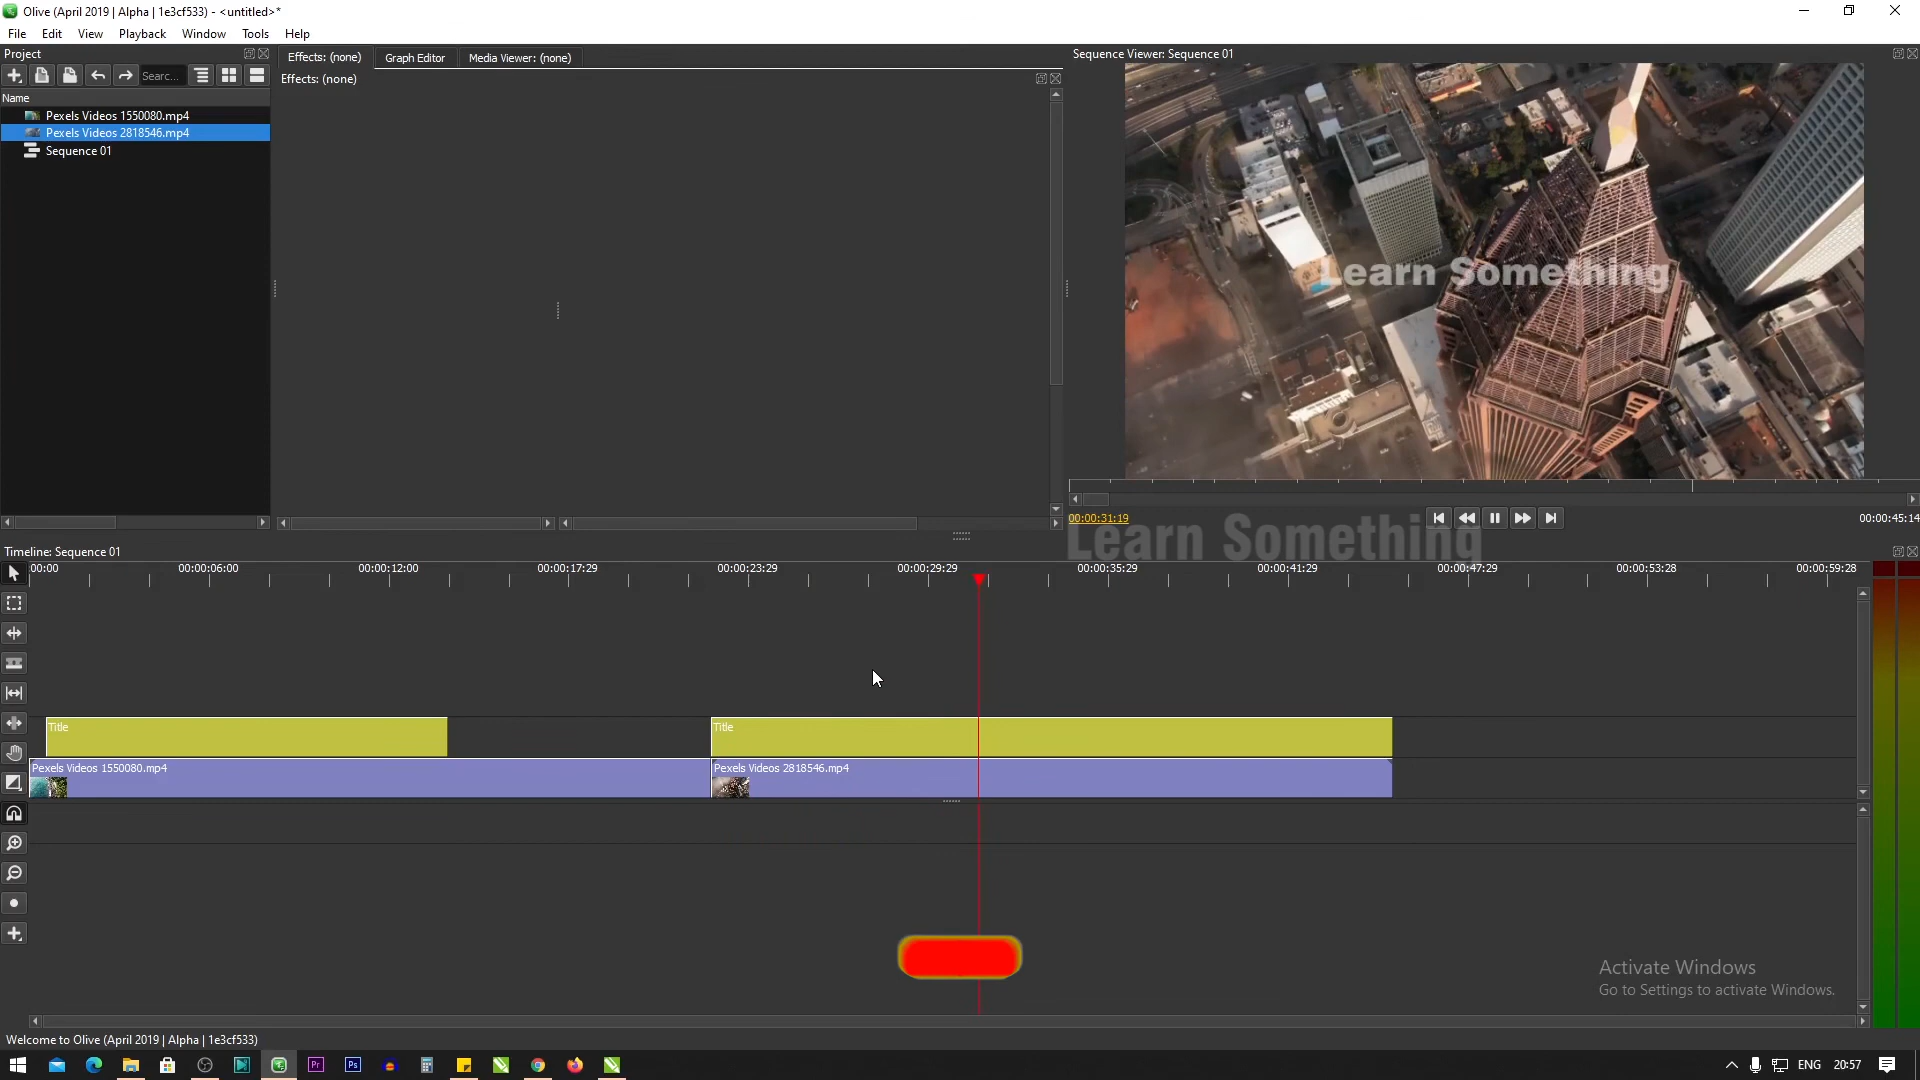 Olive (April 2019 | Alpha | 1e3cf533) - <untitled>*
File Edit View Playback Window Tools Help
Project
Effects: (none) Graph Editor Media Viewer: (none)
Sequence Viewer: Sequence 01
Searc...
Effects: (none)
Name
Pexels Videos 1550080.mp4
Pexels Videos 2818546.mp4
Sequence 01
Learn Something
00:00:31:19
00:00:45:14
Learn Something
Timeline: Sequence 01
00:00 00:00:06:00 00:00:12:00 00:00:17:29 00:00:23:29 00:00:29:29 00:00:35:29 00:00:41:29 00:00:47:29 00:00:53:28 00:00:59:28
Title Title
Pexels Videos 1550080.mp4 Pexels Videos 2818546.mp4
Activate Windows
Go to Settings to activate Windows.
Welcome to Olive (April 2019 | Alpha | 1e3cf533)
Pr Ps ENG 20:57